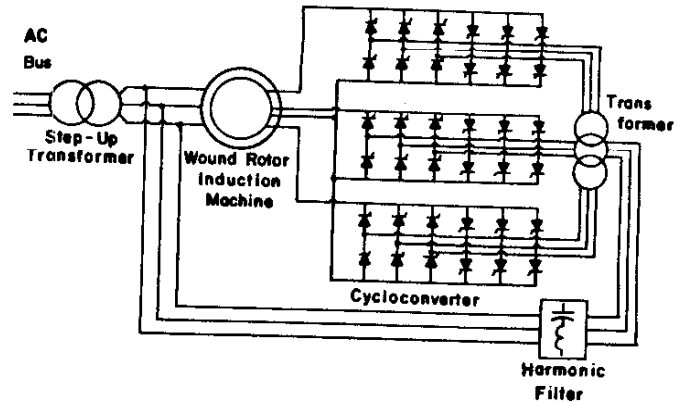 AC
Bus
Step-Up
Transformer
Wound Rotor
Induction
Machine
Trans
former
Cycloconverter
Harmonic
Filter